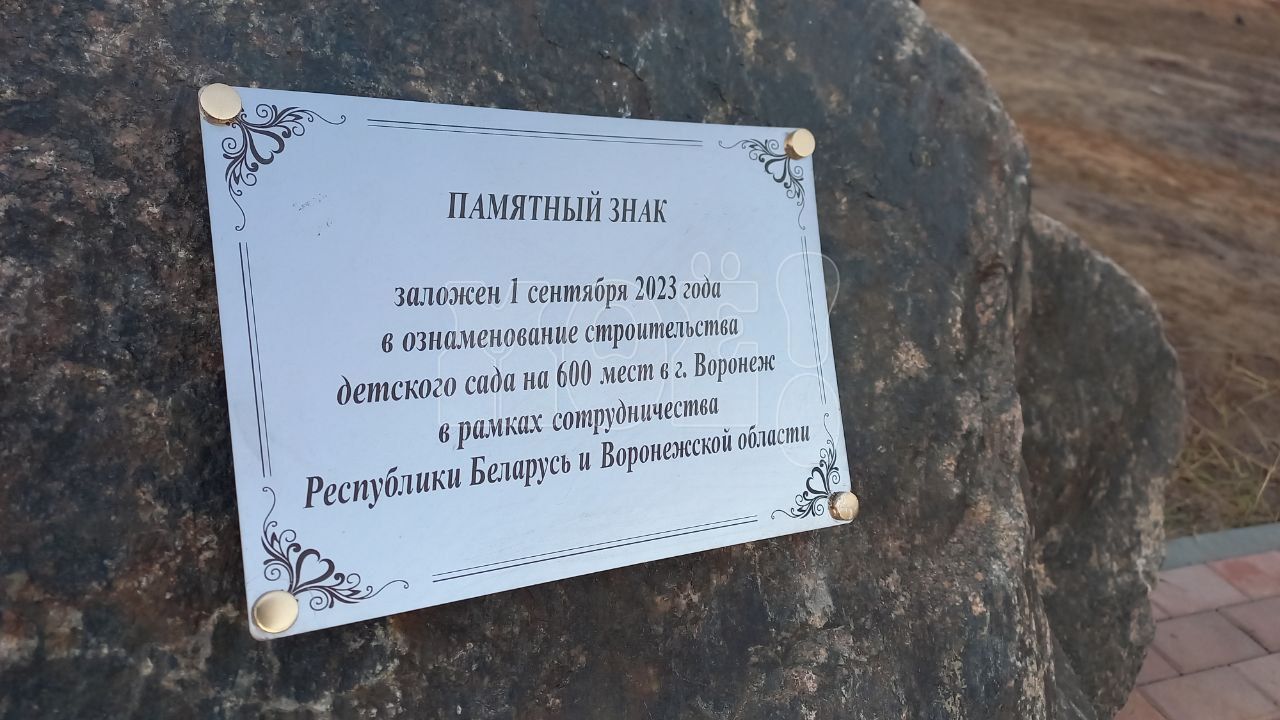 ПАМЯТНЫЙ ЗНАК
заложен 1 сентября 2023 года
в ознаменование строительства
детского сада на 600 мест в г. Воронеж
в рамках сотрудничества
Республики Беларусь и Воронежской области